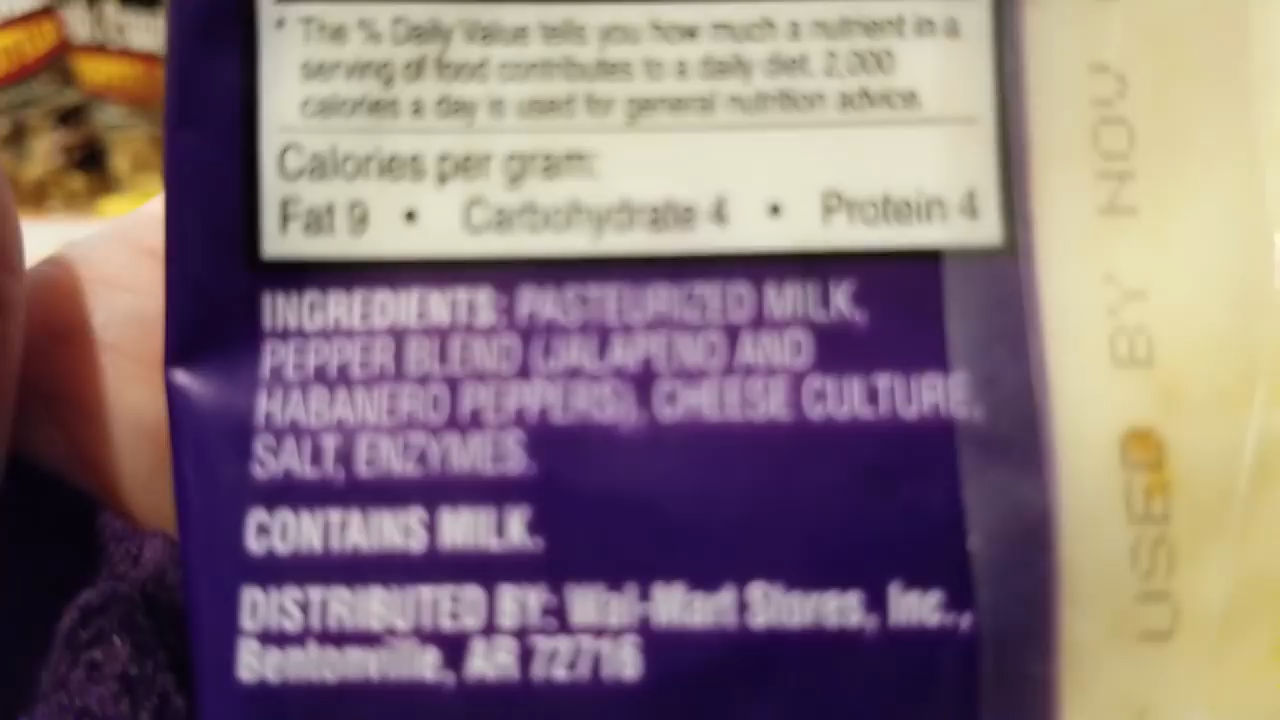 * The % Daily Value tells you how much a nutrient in a
serving of food contributes to a daily diet. 2,000
calories a day is used for general nutrition advice.
Calories per gram:
Fat 9 • Carbohydrate 4 • Protein 4
INGREDIENTS: PASTEURIZED MILK,
PEPPER BLEND (JALAPENO AND
HABANERO PEPPERS), CHEESE CULTURE,
SALT, ENZYMES.
CONTAINS MILK.
DISTRIBUTED BY: Wal-Mart Stores, Inc.,
Bentonville, AR 72716
USED BY NOV